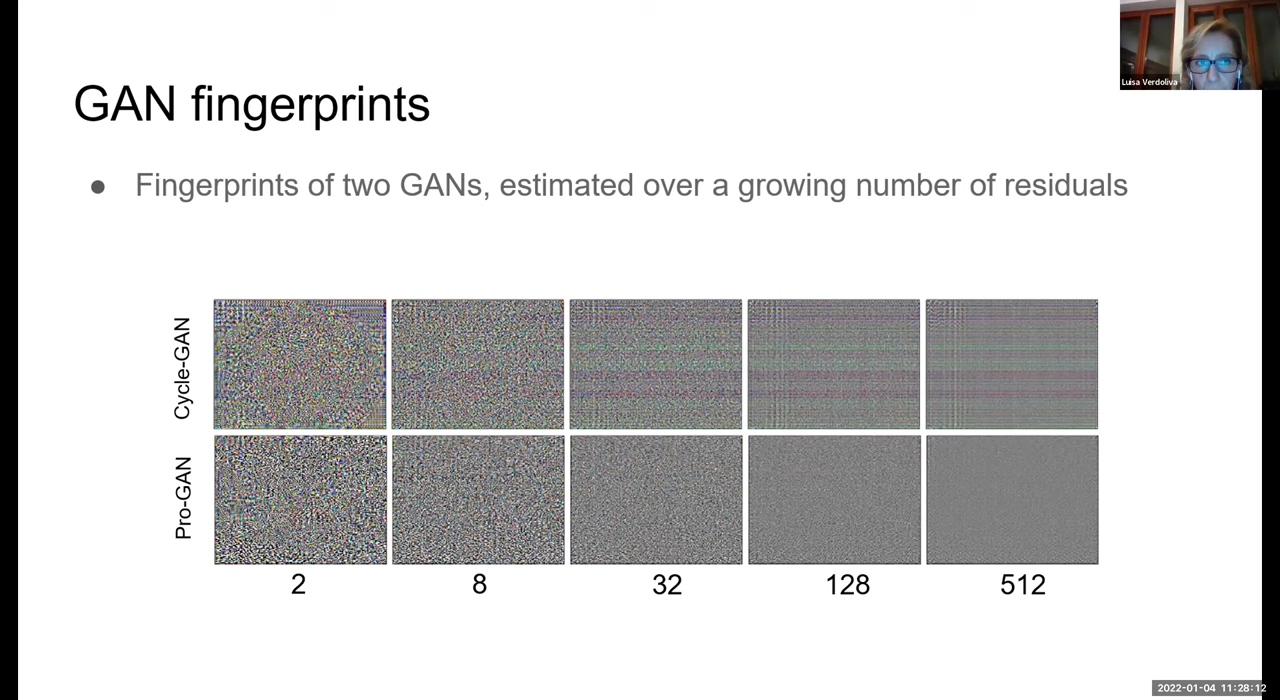 Luisa Verdoliva
GAN fingerprints
● Fingerprints of two GANs, estimated over a growing number of residuals
Cycle-GAN
Pro-GAN
2 8 32 128 512
2022-01-04 11:28:12